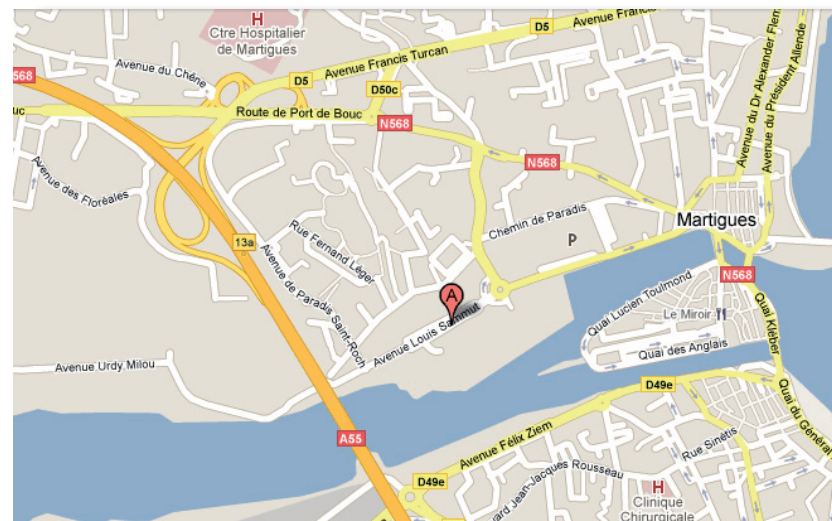 H
Ctre Hospitalier
de Martigues
D5
Avenue Francis
Avenue Francis Turcan
D5
N568
Avenue du Chêne
D50c
Route de Port de Bouc
N568
uc
N568
Avenue du Dr Alexander Flem
Avenue du Président Allende
Avenue des Floréales
Chemin de Paradis
Martigues
P
13a
Rue Fernand Léger
Avenue de Paradis Saint-Roch
N568
A
Quai Lucien Toulmond
Le Miroir
Quai Kléber
Avenue Louis Sammut
Quai des Anglais
Avenue Urdy Milou
D49e
Quai du Général
A55
Avenue Félix Ziem
Rue Sinétis
D49e
ard Jean-Jacques Rousseau
H
Clinique
Chirurgicale